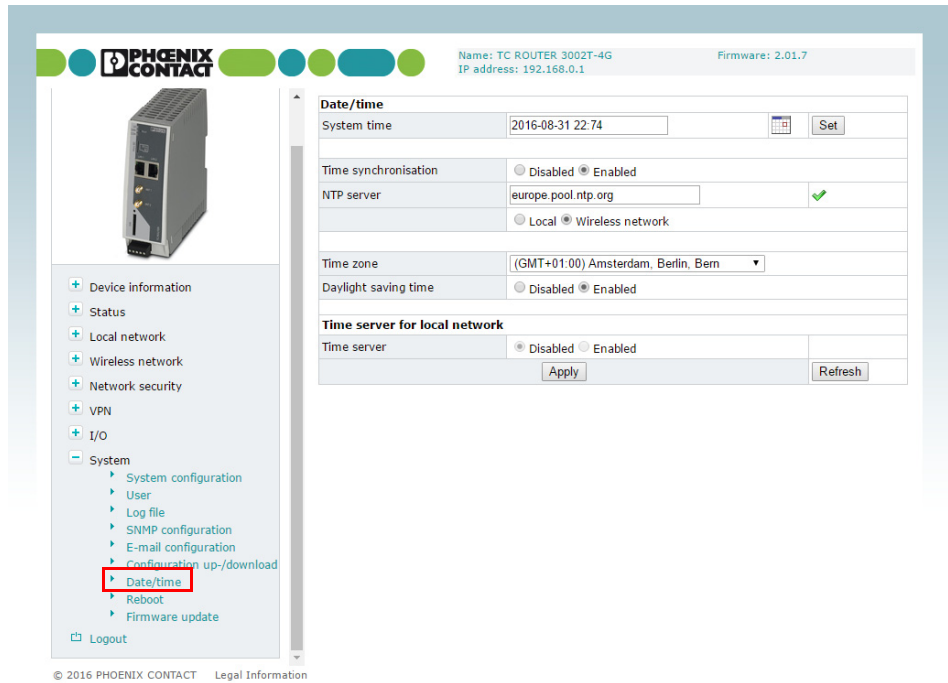 PHŒNIX
CONTACT
Name: TC ROUTER 3002T-4G
Firmware: 2.01.7
IP address: 192.168.0.1
Device information
Status
Local network
Wireless network
Network security
VPN
I/O
System
System configuration
User
Log file
SNMP configuration
E-mail configuration
Configuration up-/download
Date/time
Reboot
Firmware update
Logout
Date/time
System time 2016-08-31 22:74 Set
Time synchronisation Disabled Enabled
NTP server europe.pool.ntp.org
Local Wireless network
Time zone (GMT+01:00) Amsterdam, Berlin, Bern
Daylight saving time Disabled Enabled
Time server for local network
Time server Disabled Enabled
Apply Refresh
© 2016 PHOENIX CONTACT Legal Information